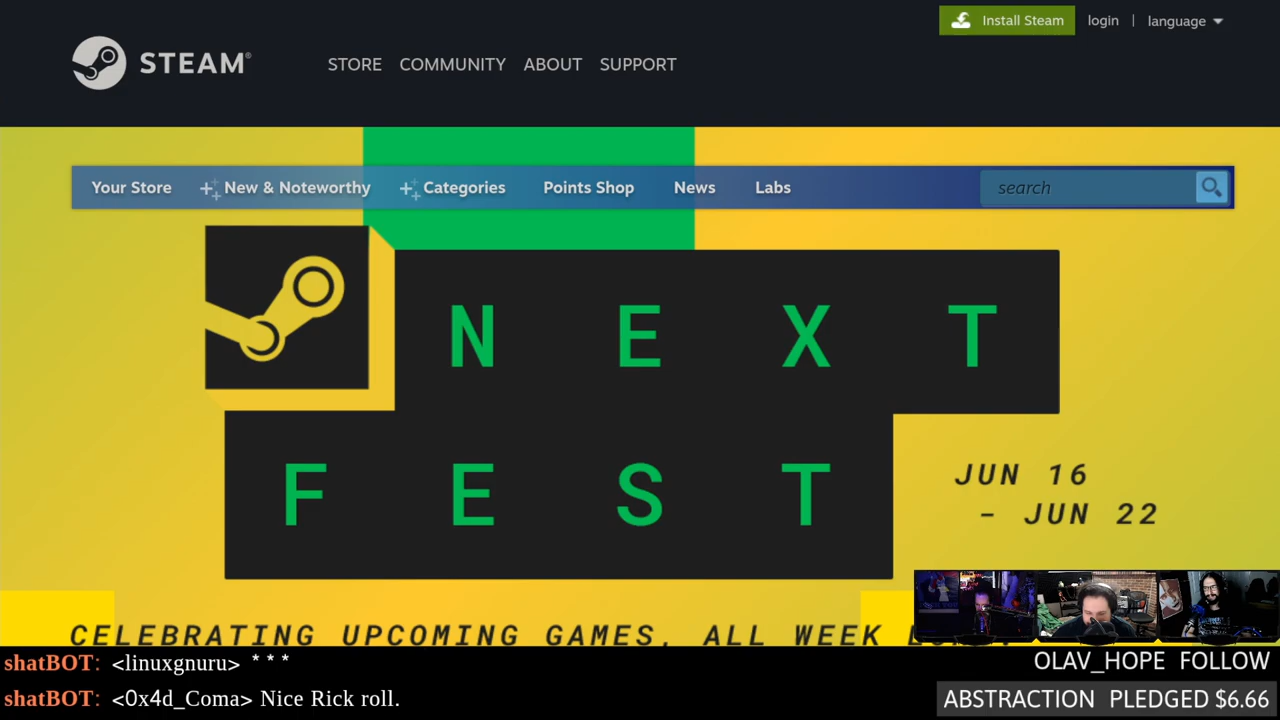 Install Steam login | language
STEAM®
STORE COMMUNITY ABOUT SUPPORT
Your Store New & Noteworthy Categories Points Shop News Labs search
NEXT
FEST
JUN 16
- JUN 22
CELEBRATING UPCOMING GAMES, ALL WEEK
shatBOT: <linuxgnuru> * * *
OLAV_HOPE FOLLOW
shatBOT: <0x4d_Coma> Nice Rick roll.
ABSTRACTION PLEDGED $6.66